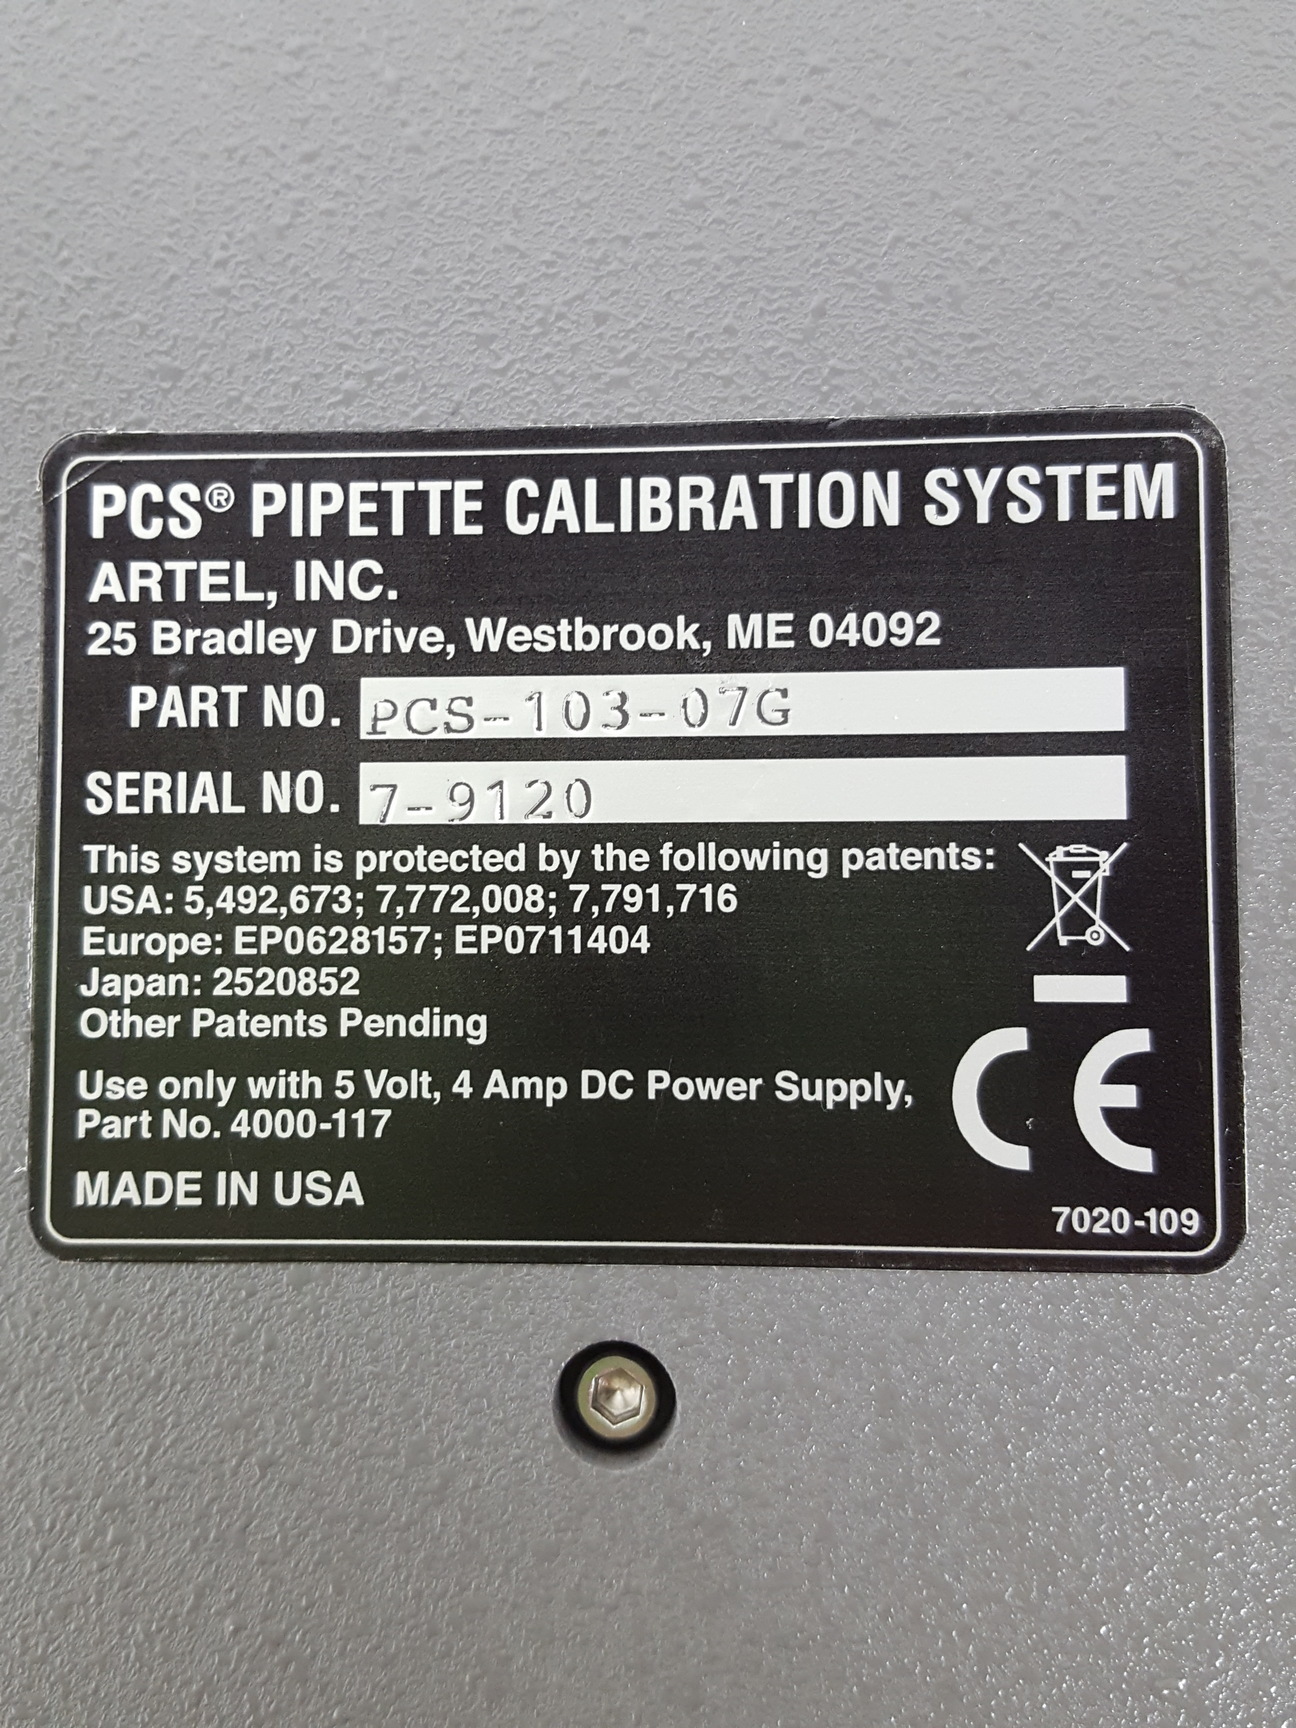 PCS® PIPETTE CALIBRATION SYSTEM
ARTEL, INC.
25 Bradley Drive, Westbrook, ME 04092
PART NO. PCS-103-07G
SERIAL NO. 7-9120
This system is protected by the following patents:
USA: 5,492,673; 7,772,008; 7,791,716
Europe: EP0628157; EP0711404
Japan: 2520852
Other Patents Pending
Use only with 5 Volt, 4 Amp DC Power Supply,
Part No. 4000-117
CE
MADE IN USA
7020-109